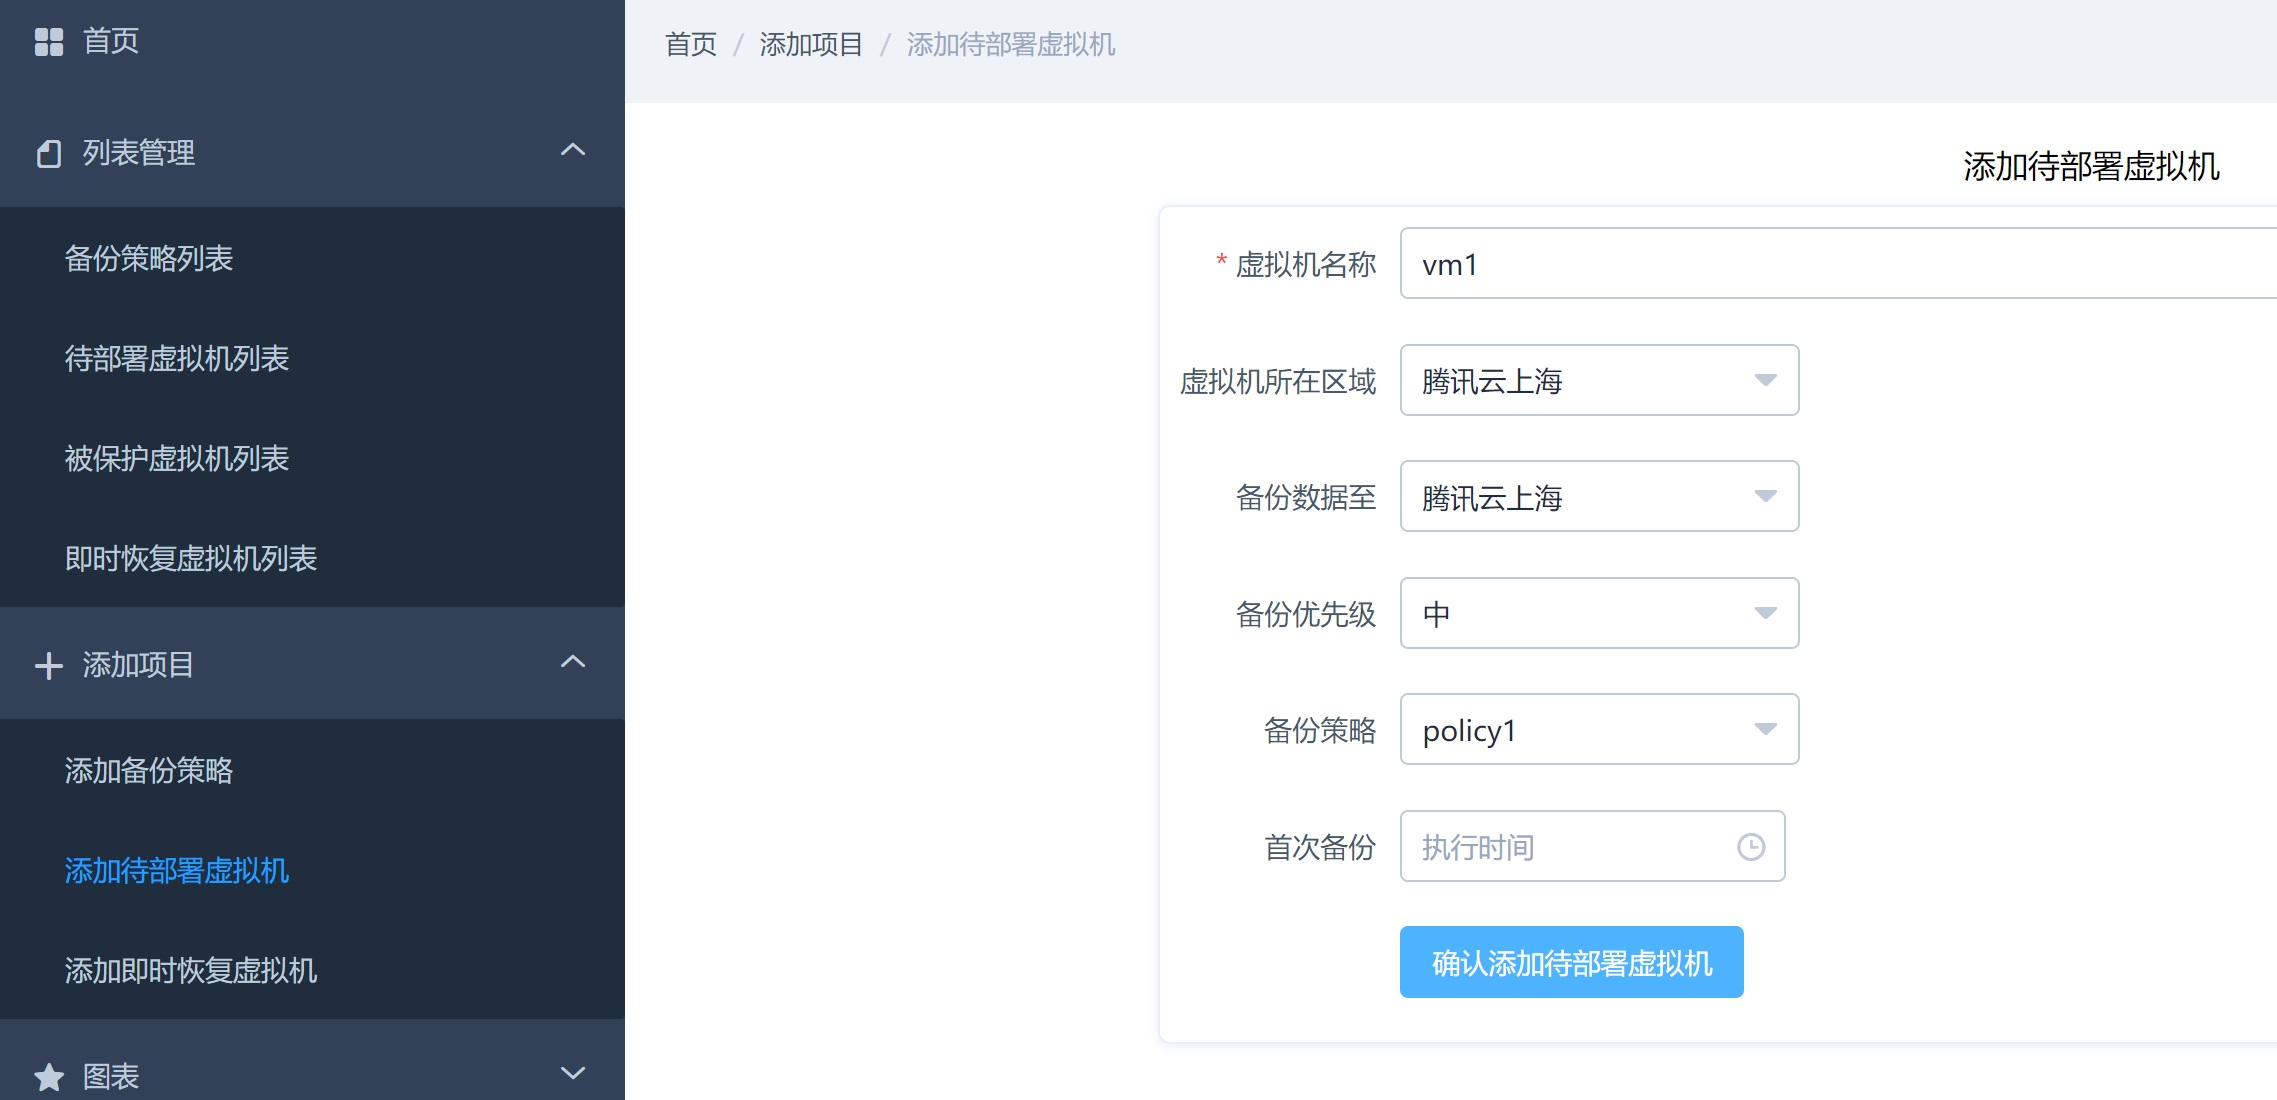 首页
列表管理
备份策略列表
待部署虚拟机列表
被保护虚拟机列表
即时恢复虚拟机列表
添加项目
添加备份策略
添加待部署虚拟机
添加即时恢复虚拟机
图表
首页 / 添加项目 / 添加待部署虚拟机
添加待部署虚拟机
* 虚拟机名称 vm1
虚拟机所在区域 腾讯云上海
备份数据至 腾讯云上海
备份优先级 中
备份策略 policy1
首次备份 执行时间
确认添加待部署虚拟机